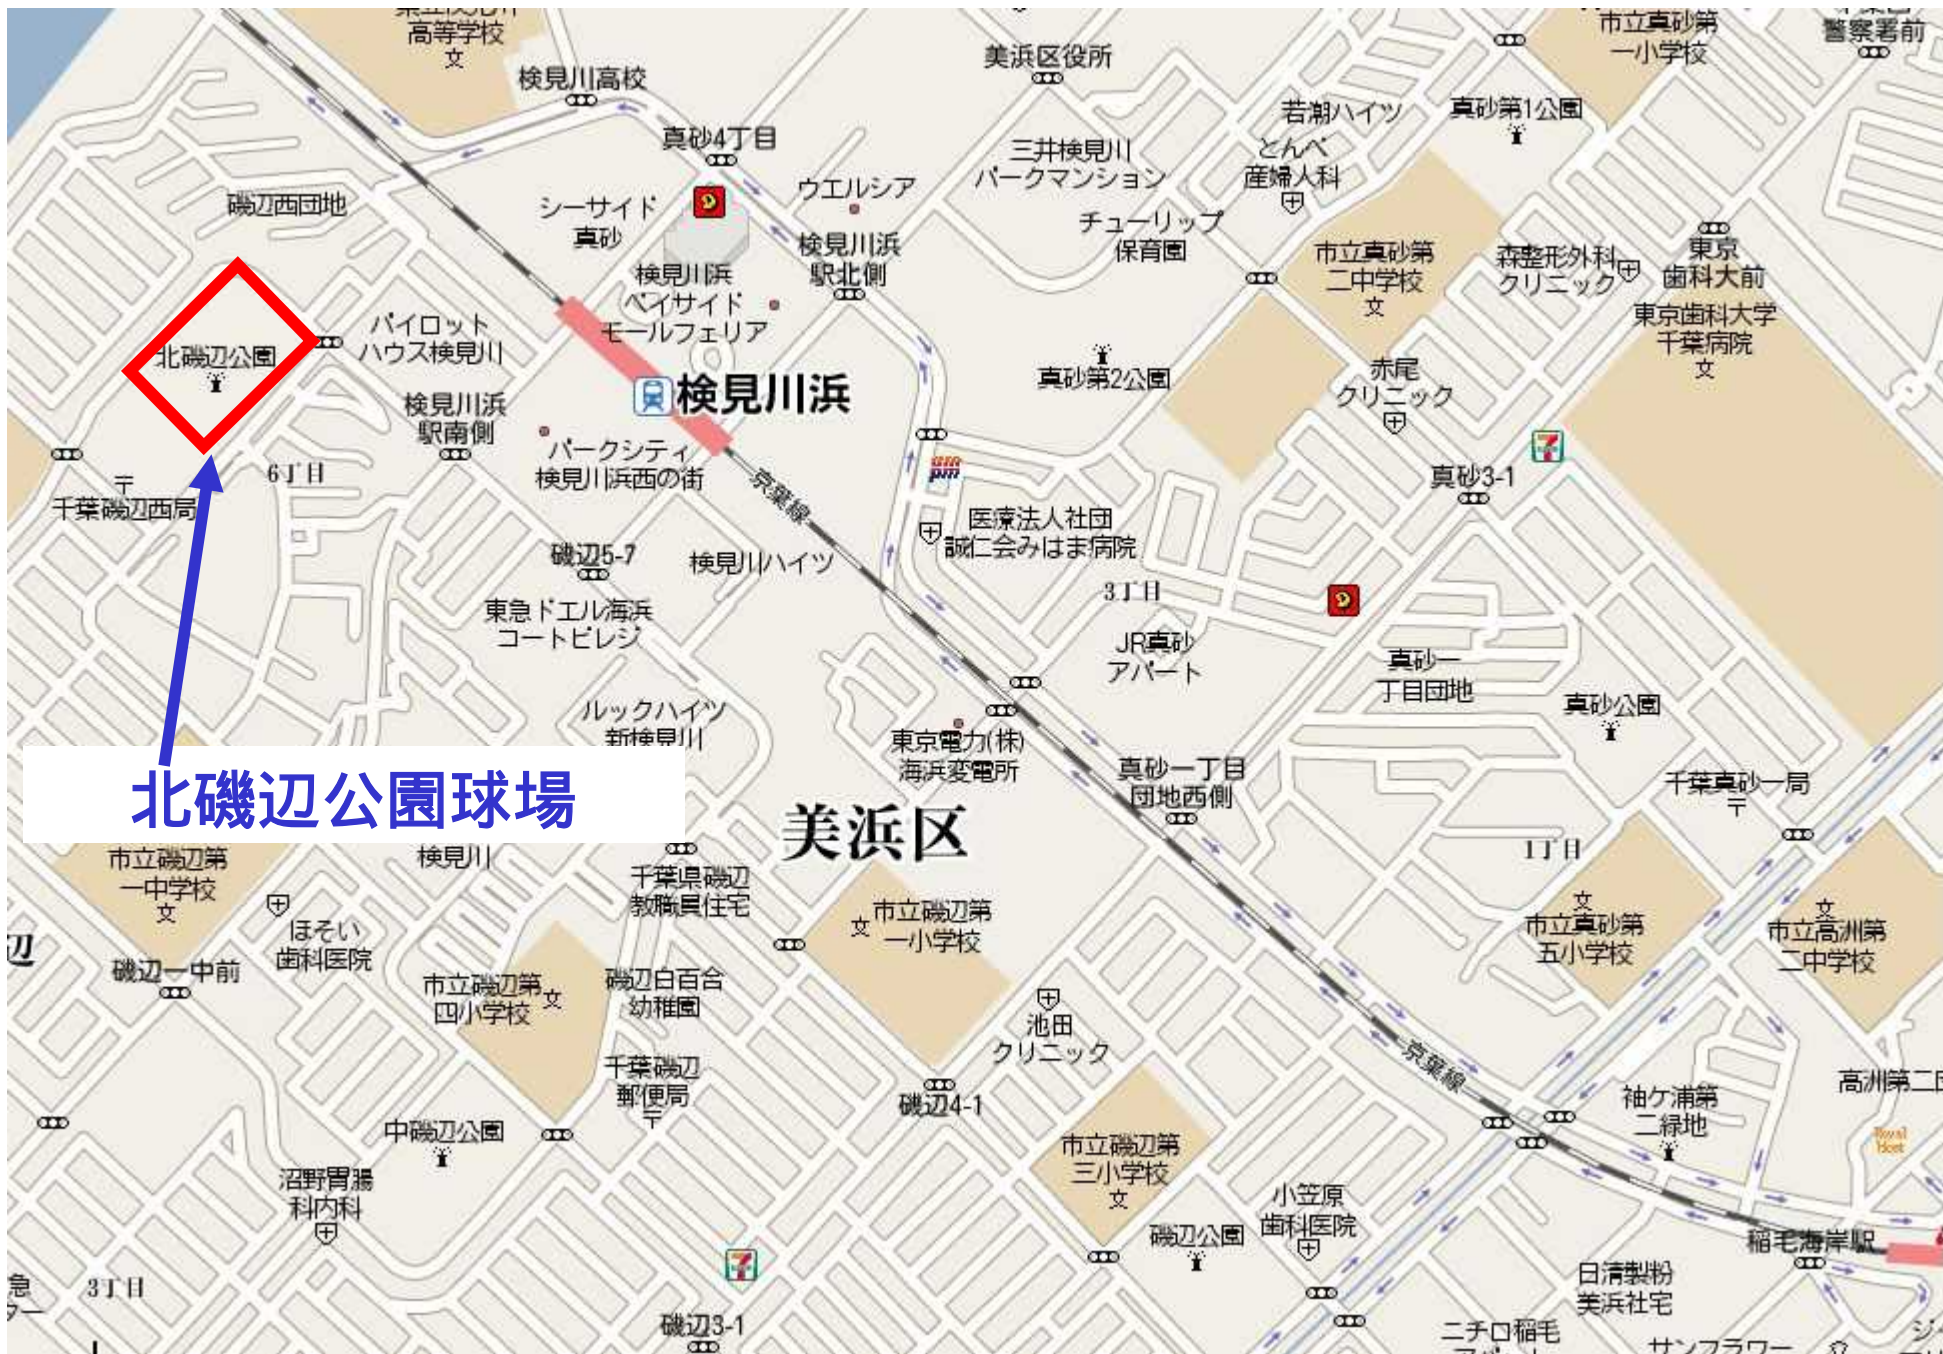 高等学校
検見川高校
美浜区役所
市立真砂第
一小学校
警察署前
真砂4丁目
三井検見川
パークマンション
若潮ハイツ
とんべ
産婦人科
真砂第1公園
磯辺西団地
シーサイド
真砂
ウエルシア
検見川浜
駅北側
チューリップ
保育園
市立真砂第
二中学校
森整形外科
クリニック
東京
歯科大前
東京歯科大学
千葉病院
北磯辺公園
パイロット
ハウス検見川
検見川浜
ベイサイド
モールフェリア
検見川浜
検見川浜
駅南側
真砂第2公園
赤尾
クリニック
6丁目
千葉磯辺西局
パークシティ
検見川浜西の街
京葉線
am
pm
7
真砂3-1
磯辺5-7
検見川ハイツ
医療法人社団
誠仁会みはま病院
東急ドエル海浜
コートビレジ
3丁目
JR真砂
アパート
真砂一
丁目団地
真砂公園
ルックハイツ
新検見川
東京電力(株)
海浜変電所
真砂一丁目
団地西側
千葉真砂一局
北磯辺公園球場
美浜区
1丁目
市立磯辺第
一中学校
検見川
千葉県磯辺
教職員住宅
市立磯辺第
一小学校
市立真砂第
五小学校
市立高洲第
二中学校
辺
磯辺一中前
ほそい
歯科医院
市立磯辺第
四小学校
磯辺白百合
幼稚園
池田
クリニック
千葉磯辺
郵便局
磯辺4-1
京葉線
袖ケ浦第
二緑地
高洲第二団
Royal
Host
中磯辺公園
沼野胃腸
科内科
市立磯辺第
三小学校
磯辺公園
小笠原
歯科医院
稲毛海岸駅
急
3丁目
7
磯辺3-1
日清製粉
美浜社宅
ニチロ稲毛
サンフラワー